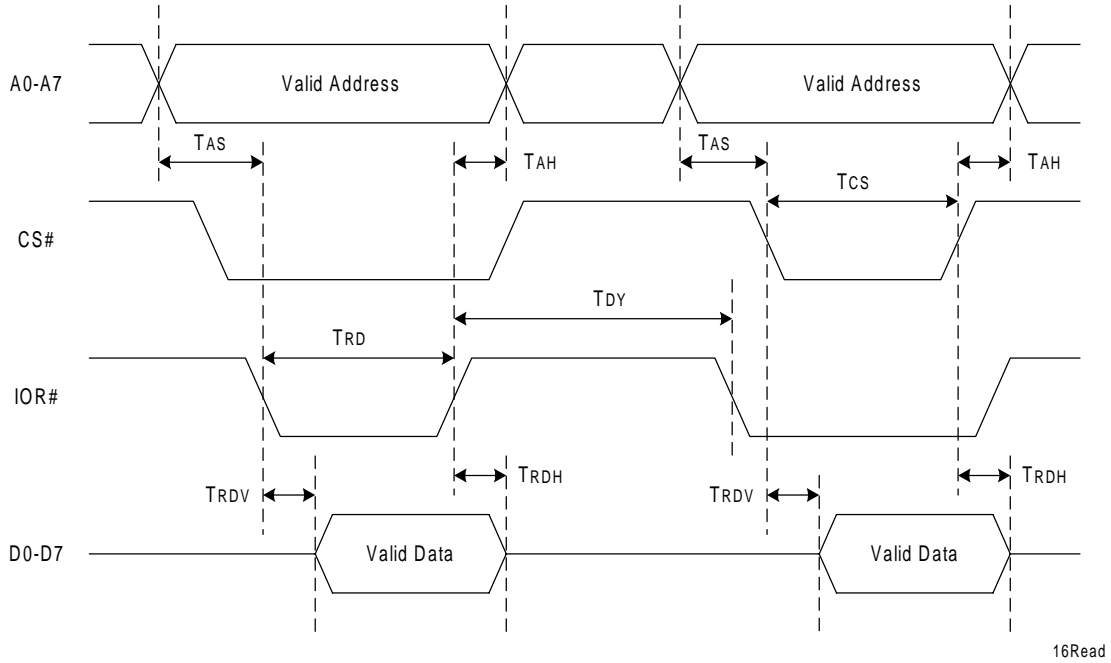 A0-A7
Valid Address
Valid Address
TAS
TAH
TAS
TAH
TCS
CS#
TDY
TRD
IOR#
TRDV
TRDH
TRDV
TRDH
D0-D7
Valid Data
Valid Data
16Read